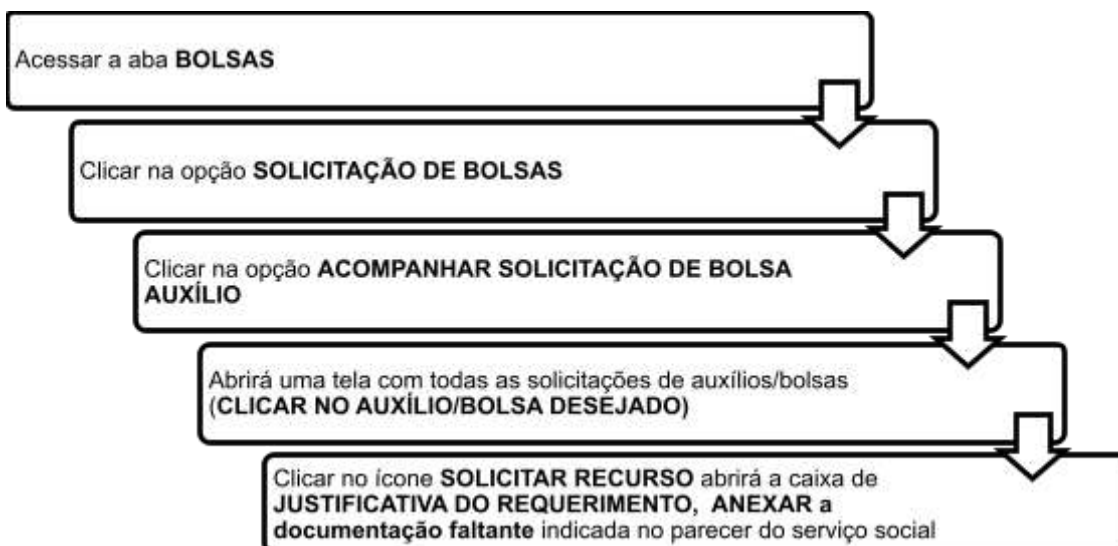 Acessar a aba BOLSAS
Clicar na opção SOLICITAÇÃO DE BOLSAS
Clicar na opção ACOMPANHAR SOLICITAÇÃO DE BOLSA
AUXÍLIO
Abrirá uma tela com todas as solicitações de auxílios/bolsas
(CLICAR NO AUXÍLIO/BOLSA DESEJADO)
Clicar no ícone SOLICITAR RECURSO abrirá a caixa de
JUSTIFICATIVA DO REQUERIMENTO, ANEXAR a
documentação faltante indicada no parecer do serviço social